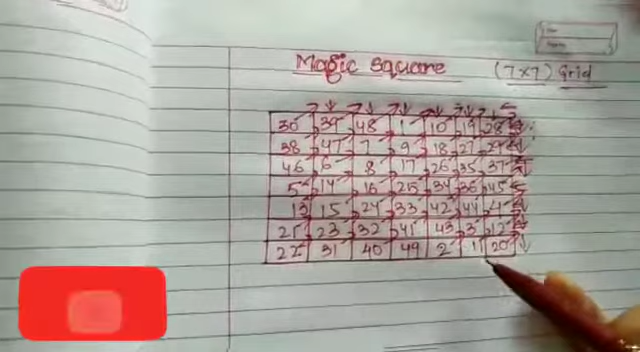 Magic Square (7×7) Grid
30 39 48 1 10 19 28
38 47 7 9 18 27 29
46 6 8 17 26 35 37
5 14 16 25 34 36 45
13 15 24 33 42 44 4
21 23 32 41 43 3 12
22 31 40 49 2 11 20